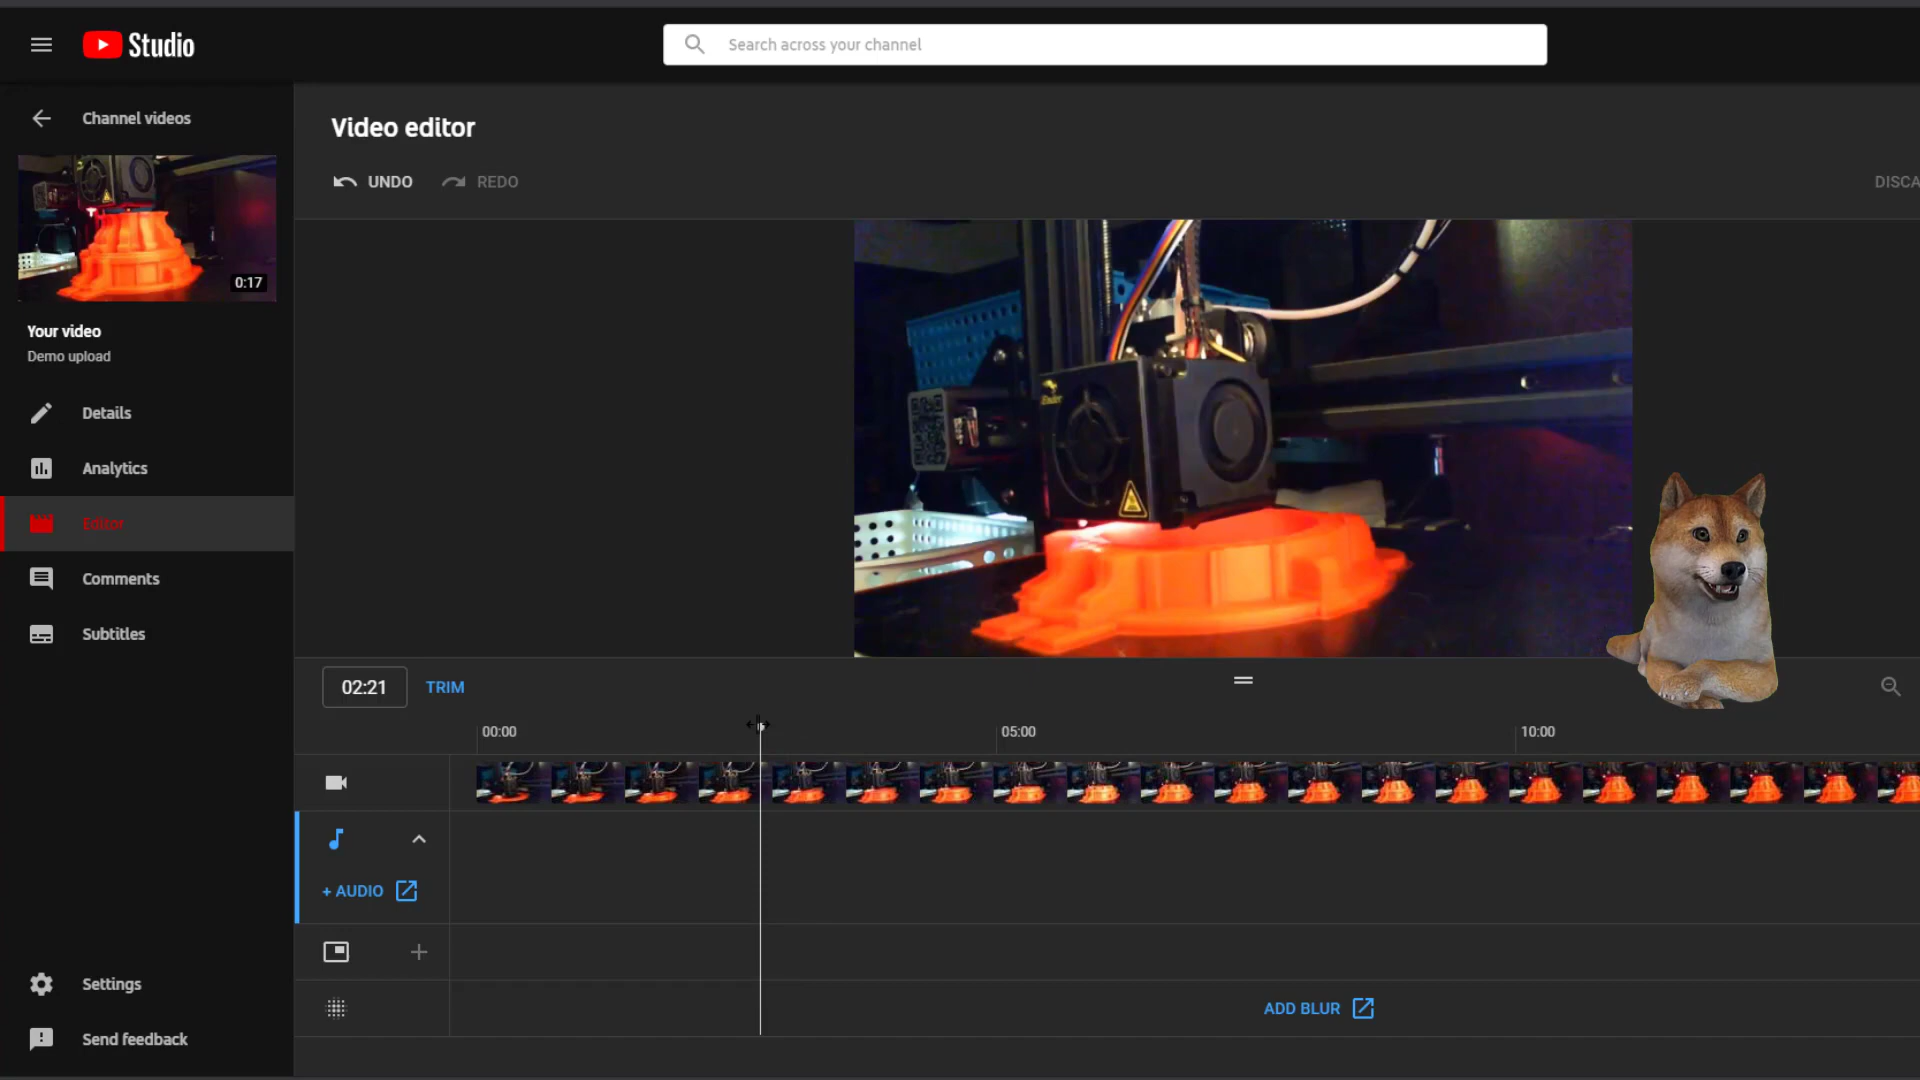 Studio
Search across your channel
Channel videos
Video editor
UNDO
REDO
DISCA
0:17
Your video
Demo upload
Details
Analytics
Editor
Comments
Subtitles
Ender
02:21
TRIM
00:00
05:00
10:00
+ AUDIO
ADD BLUR
Settings
Send feedback